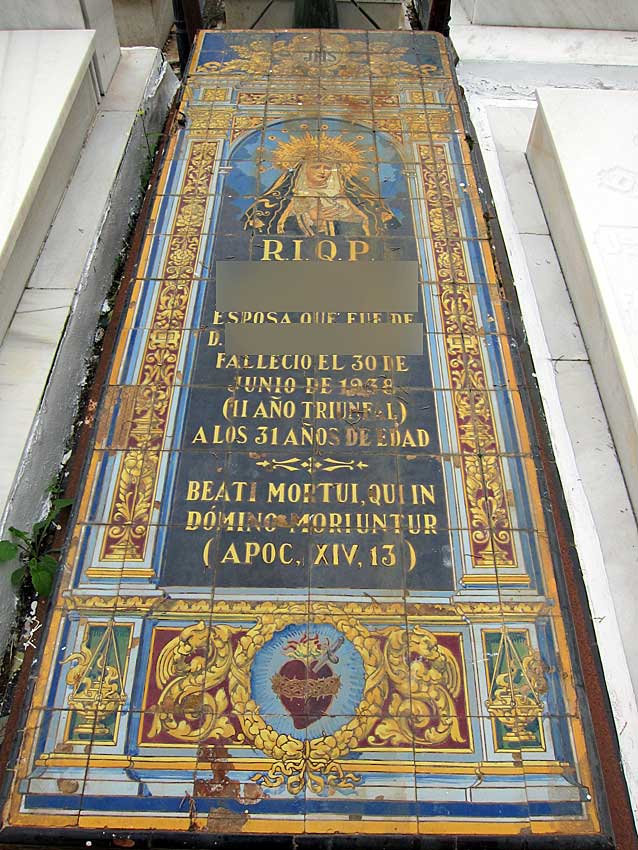 JHS
R.I.Q.P.
ESPOSA QUE FUE DE
D.
FALLECIO EL 30 DE
JUNIO DE 1938
(II AÑO TRIUNFAL)
A LOS 31 AÑOS DE EDAD
BEATI MORTUI, QUI IN
DÓMINO MORIUNTUR
(APOC., XIV, 13)